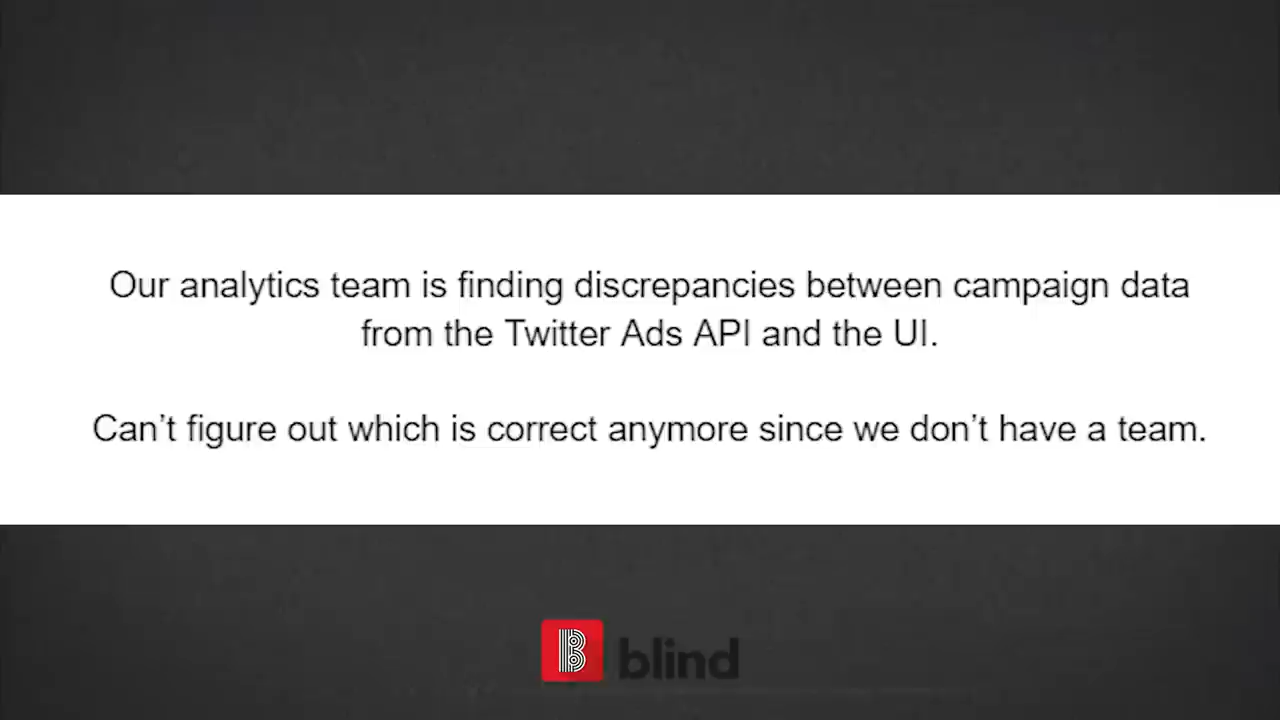 Our analytics team is finding discrepancies between campaign data
from the Twitter Ads API and the UI.
Can’t figure out which is correct anymore since we don’t have a team.
B blind